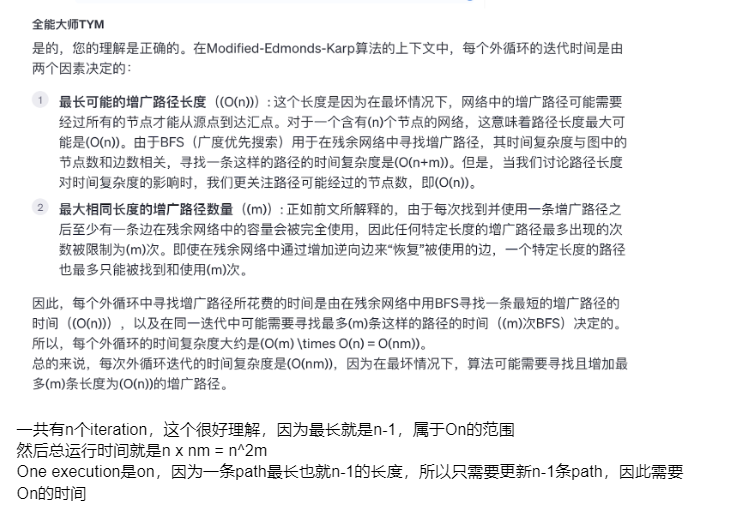 全能大师TYM
是的，您的理解是正确的。在Modified-Edmonds-Karp算法的上下文中，每个外循环的迭代时间是由
两个因素决定的：
1 最长可能的增广路径长度（(O(n))）：这个长度是因为在最坏情况下，网络中的增广路径可能需要
经过所有的节点才能从源点到达汇点。对于一个含有(n)个节点的网络，这意味着路径长度最大可
能是(O(n))。由于BFS（广度优先搜索）用于在残余网络中寻找增广路径，其时间复杂度与图中的
节点数和边数相关，寻找一条这样的路径的时间复杂度是(O(n+m))。但是，当我们讨论路径长度
对时间复杂度的影响时，我们更关注路径可能经过的节点数，即(O(n))。
2 最大相同长度的增广路径数量（(m)）：正如前文所解释的，由于每次找到并使用一条增广路径之
后至少有一条边在残余网络中的容量会被完全使用，因此任何特定长度的增广路径最多出现的次
数被限制为(m)次。即使在残余网络中通过增加逆向边来“恢复”被使用的边，一个特定长度的路径
也最多只能被找到和使用(m)次。
因此，每个外循环中寻找增广路径所花费的时间是由在残余网络中用BFS寻找一条最短的增广路径的
时间（(O(n))），以及在同一迭代中可能需要寻找最多(m)条这样的路径的时间（(m)次BFS）决定的。
所以，每个外循环的时间复杂度大约是(O(m) \times O(n) = O(nm))。
总的来说，每次外循环迭代的时间复杂度是(O(nm))，因为在最坏情况下，算法可能需要寻找且增加最
多(m)条长度为(O(n))的增广路径。
一共有n个iteration，这个很好理解，因为最长就是n-1，属于On的范围
然后总运行时间就是n x nm = n^2m
One execution是on，因为一条path最长也就n-1的长度，所以只需要更新n-1条path，因此需要
On的时间